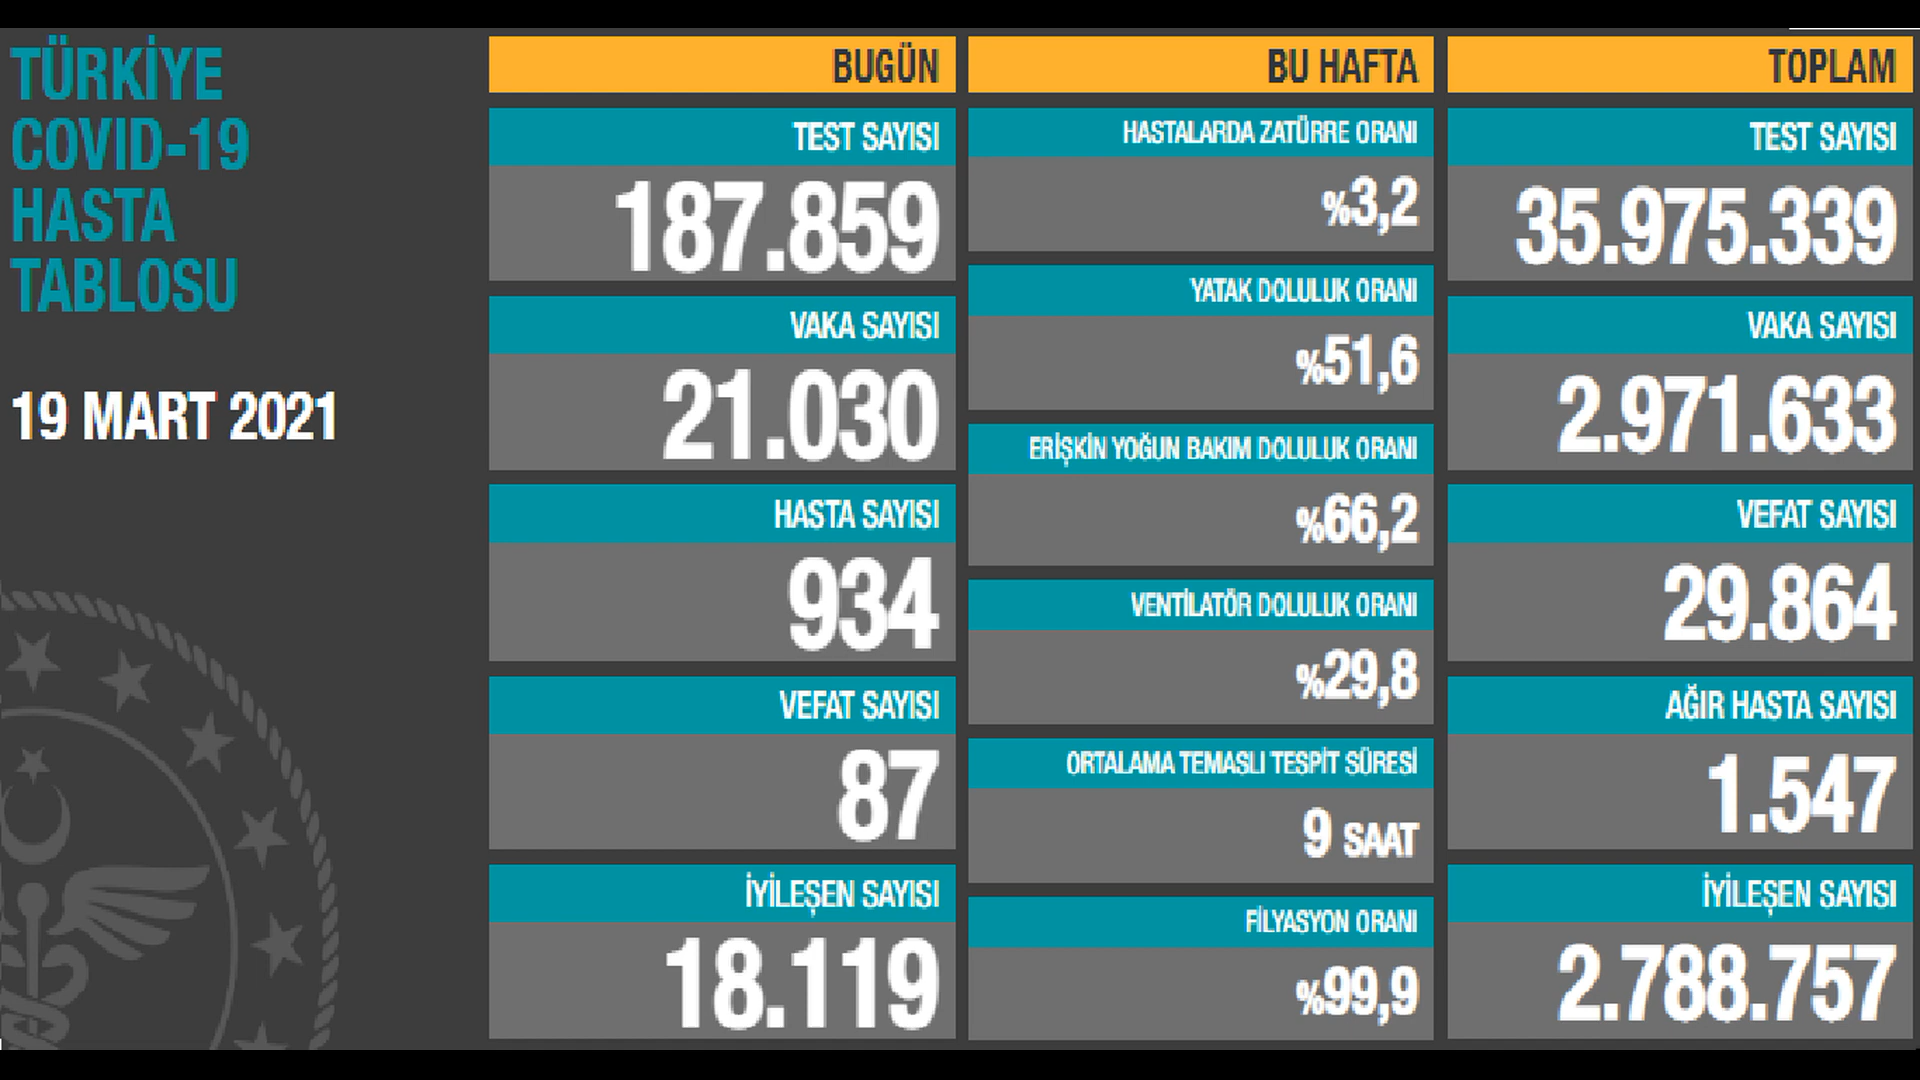 TÜRKİYE
COVID-19
HASTA
TABLOSU
19 MART 2021
BUGÜN
TEST SAYISI
187.859
VAKA SAYISI
21.030
HASTA SAYISI
934
VEFAT SAYISI
87
İYİLEŞEN SAYISI
18.119
BU HAFTA
HASTALARDA ZATÜRRE ORANI
%3,2
YATAK DOLULUK ORANI
%51,6
ERİŞKİN YOĞUN BAKIM DOLULUK ORANI
%66,2
VENTİLATÖR DOLULUK ORANI
%29,8
ORTALAMA TEMASLI TESPİT SÜRESİ
9 SAAT
FİLYASYON ORANI
%99,9
TOPLAM
TEST SAYISI
35.975.339
VAKA SAYISI
2.971.633
VEFAT SAYISI
29.864
AĞIR HASTA SAYISI
1.547
İYİLEŞEN SAYISI
2.788.757